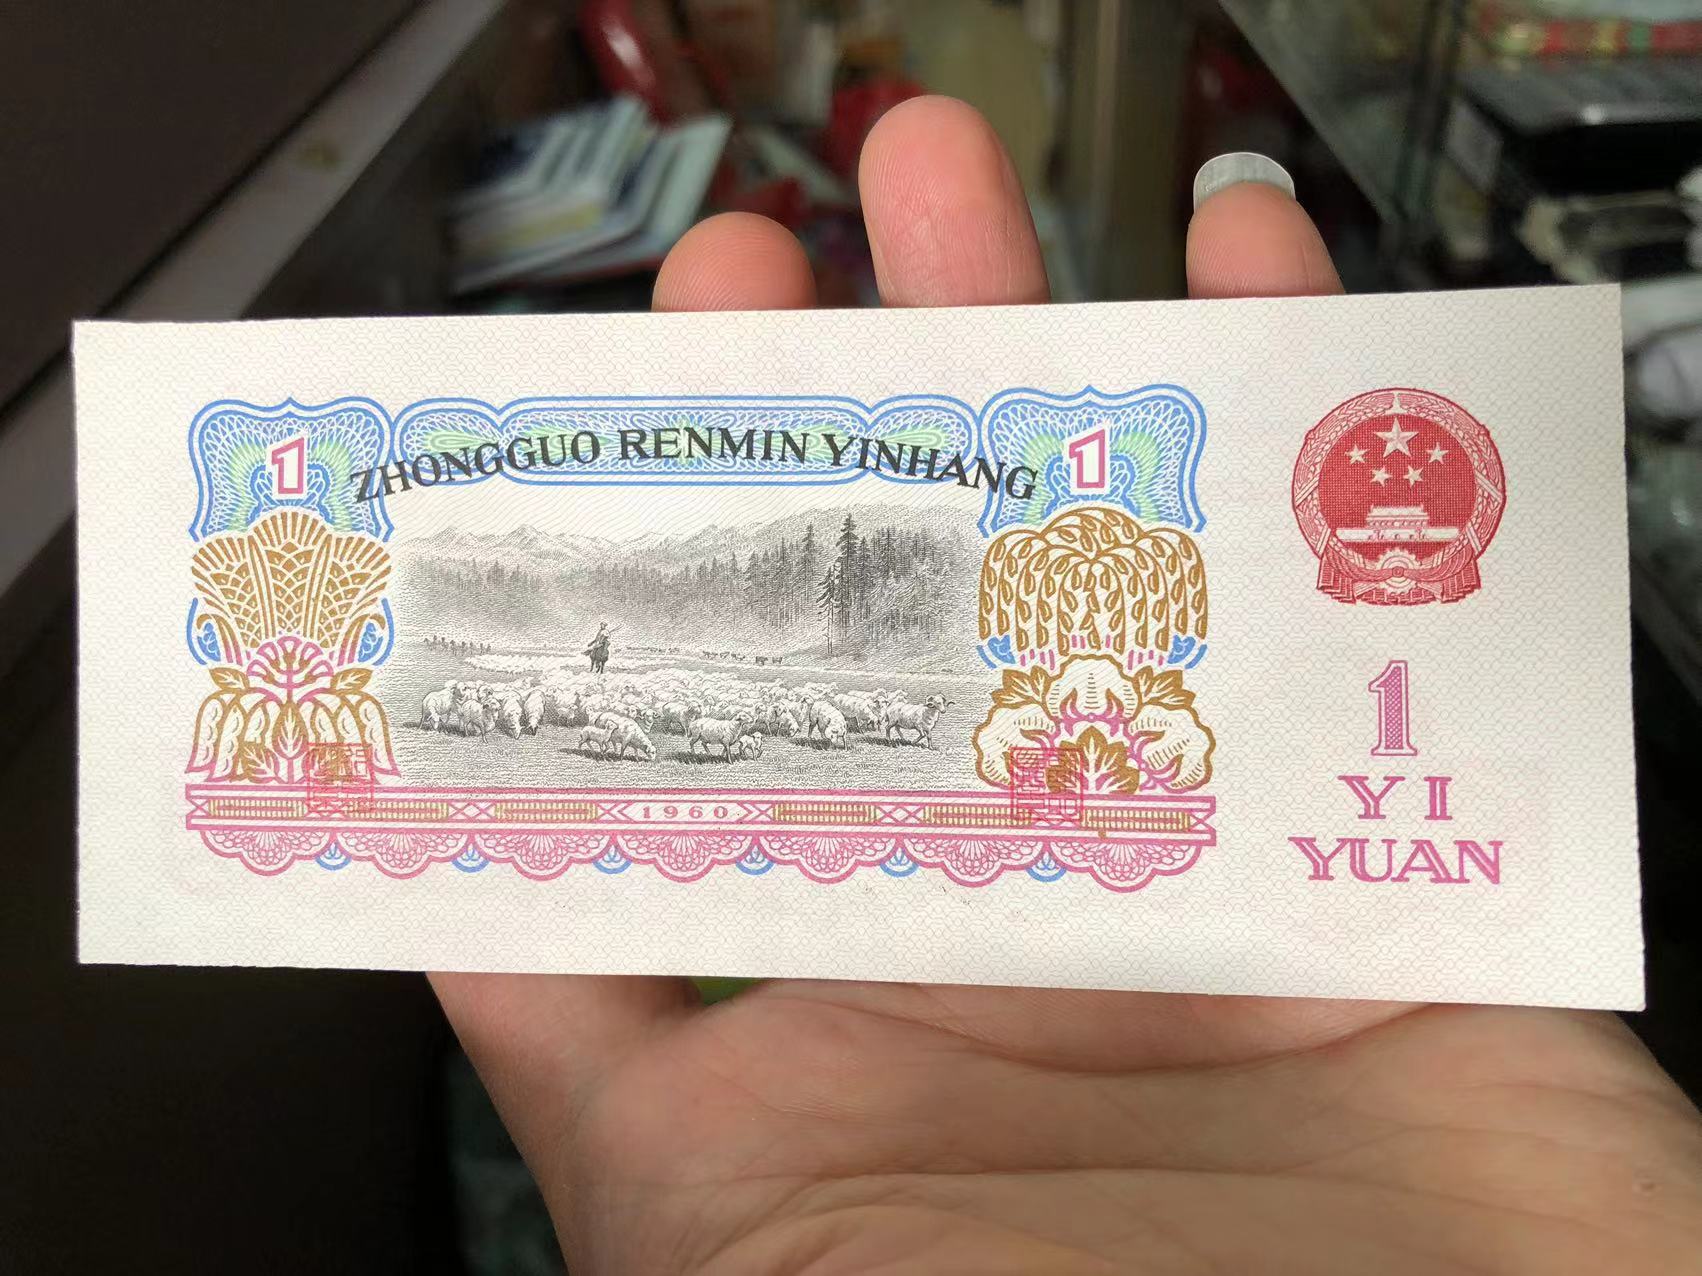 ZHONGGUO RENMIN YINHANG
1
1
1960
1
YI
YUAN